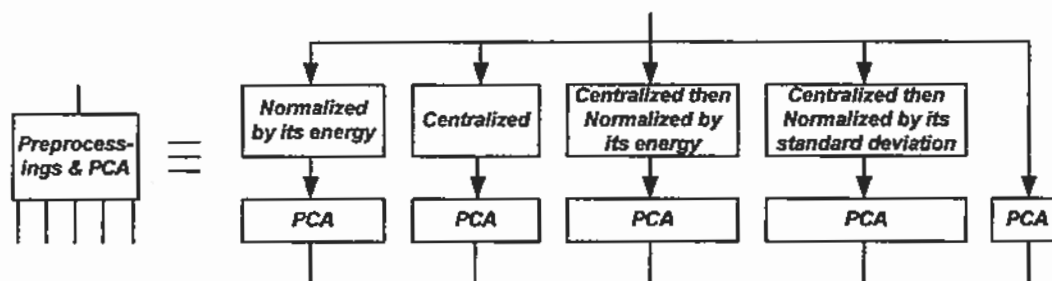 Preprocess-
ings & PCA
Normalized
by its energy
Centralized
Centralized then
Normalized by
its energy
Centralized then
Normalized by its
standard deviation
PCA
PCA
PCA
PCA
PCA